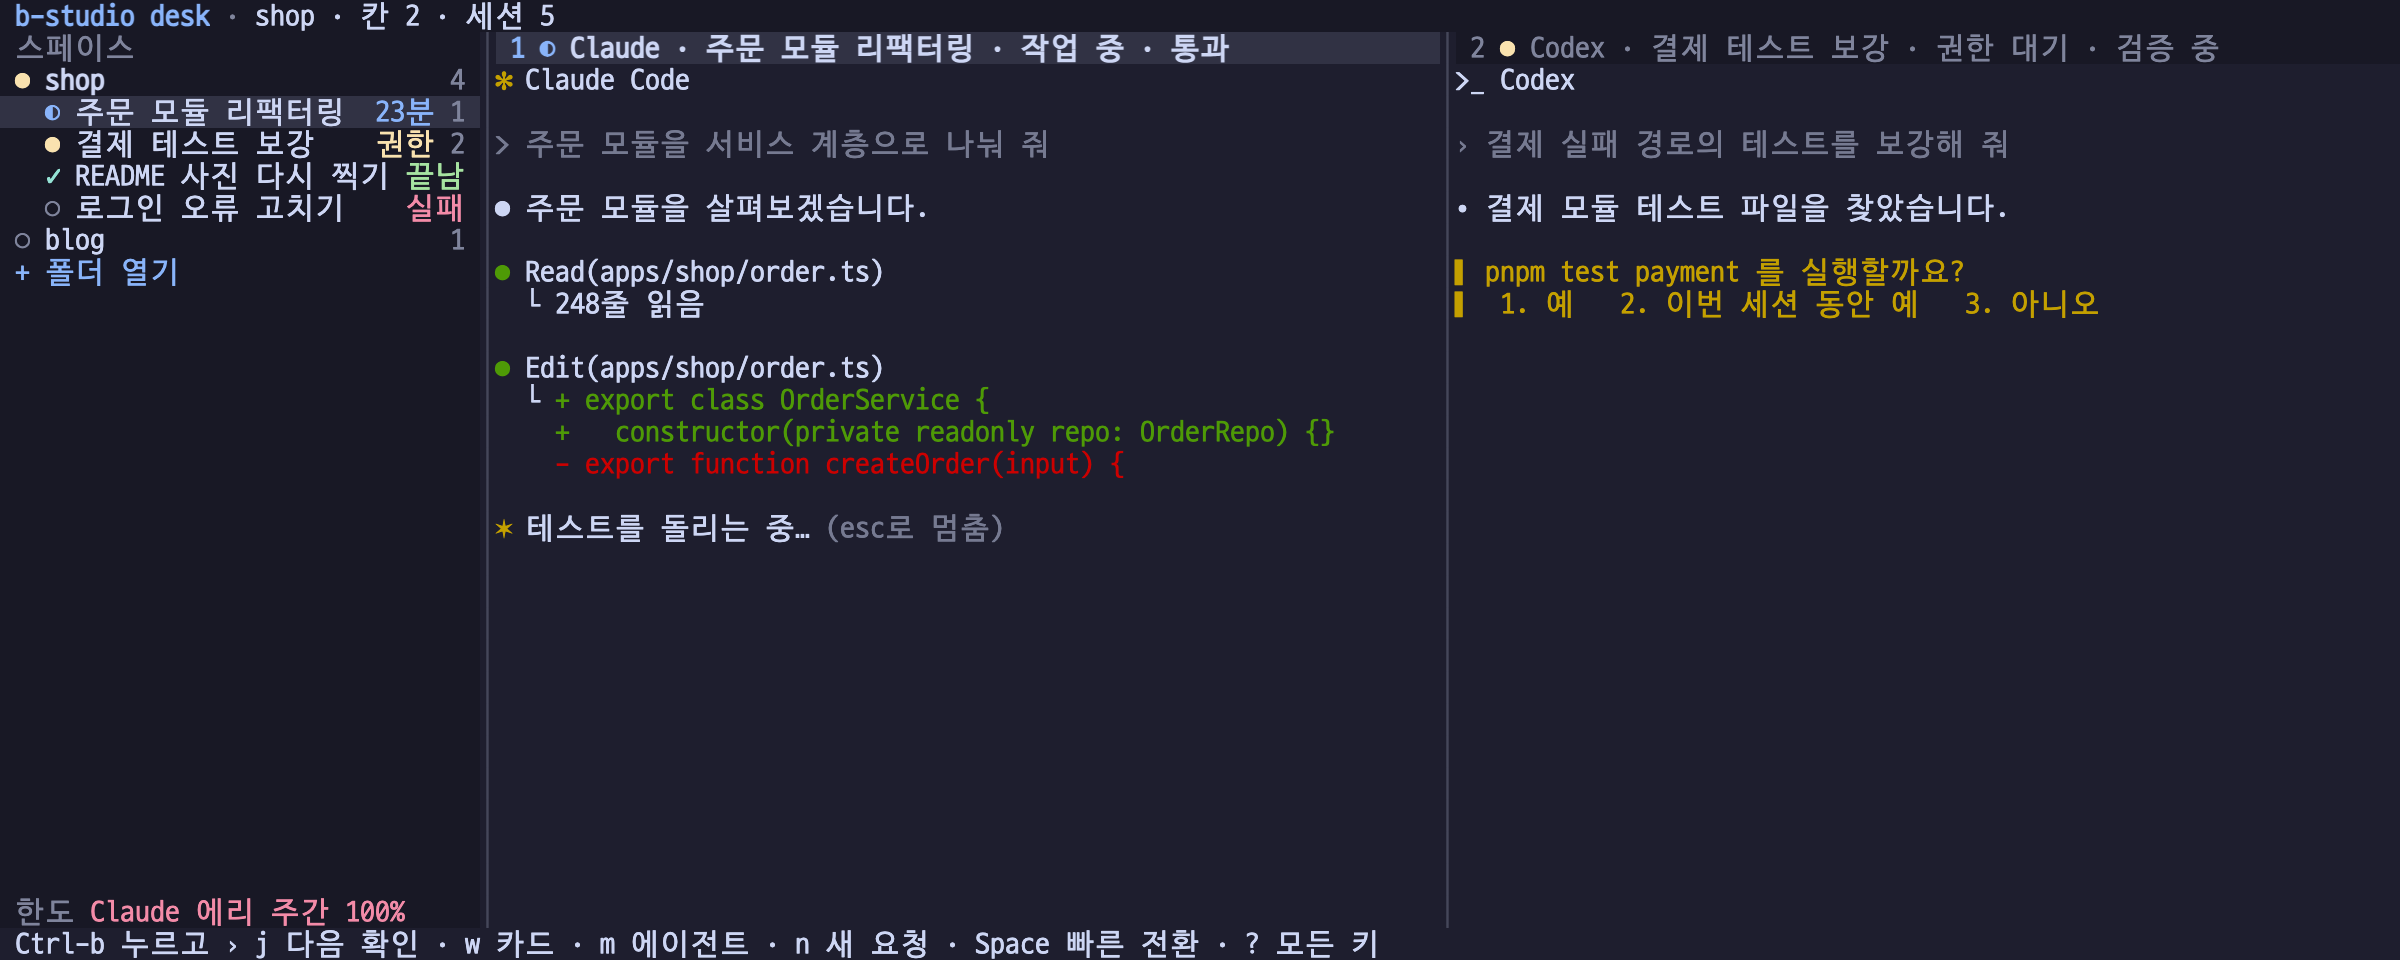 b-studio desk · shop · 칸 2 · 세션 5
스페이스
● shop 4
◐ 주문 모듈 리팩터링 23분 1
● 결제 테스트 보강 권한 2
✓ README 사진 다시 찍기 끝남
○ 로그인 오류 고치기 실패
○ blog 1
+ 폴더 열기
한도 Claude 에리 주간 100%
1 ◐ Claude · 주문 모듈 리팩터링 · 작업 중 · 통과
✻ Claude Code
> 주문 모듈을 서비스 계층으로 나눠 줘
● 주문 모듈을 살펴보겠습니다.
● Read(apps/shop/order.ts)
└ 248줄 읽음
● Edit(apps/shop/order.ts)
└ + export class OrderService {
+   constructor(private readonly repo: OrderRepo) {}
- export function createOrder(input) {
✶ 테스트를 돌리는 중… (esc로 멈춤)
2 ● Codex · 결제 테스트 보강 · 권한 대기 · 검증 중
>_ Codex
› 결제 실패 경로의 테스트를 보강해 줘
• 결제 모듈 테스트 파일을 찾았습니다.
▌ pnpm test payment 를 실행할까요?
▌ 1. 예   2. 이번 세션 동안 예   3. 아니오
Ctrl-b 누르고 › j 다음 확인 · w 카드 · m 에이전트 · n 새 요청 · Space 빠른 전환 · ? 모든 키